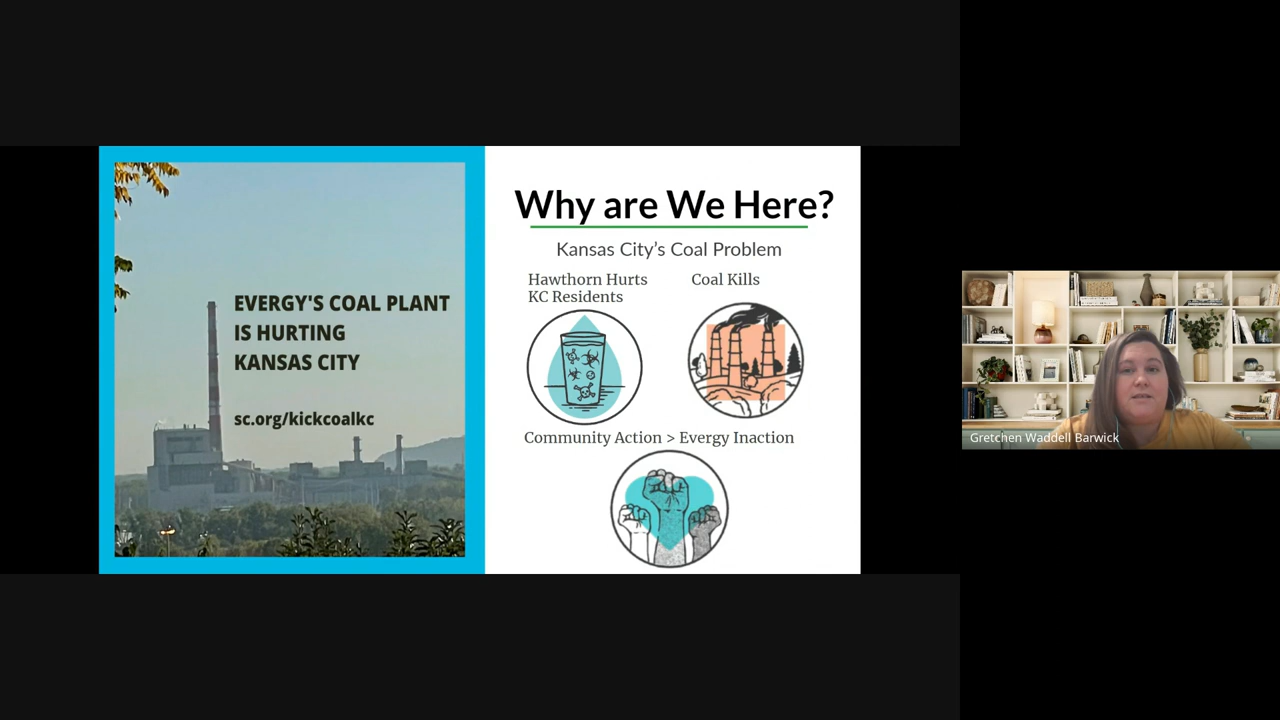 EVERGY'S COAL PLANT
IS HURTING
KANSAS CITY
sc.org/kickcoalkc
Why are We Here?
Kansas City's Coal Problem
Hawthorn Hurts
KC Residents
Coal Kills
Community Action > Evergy Inaction
Gretchen Waddell Barwick